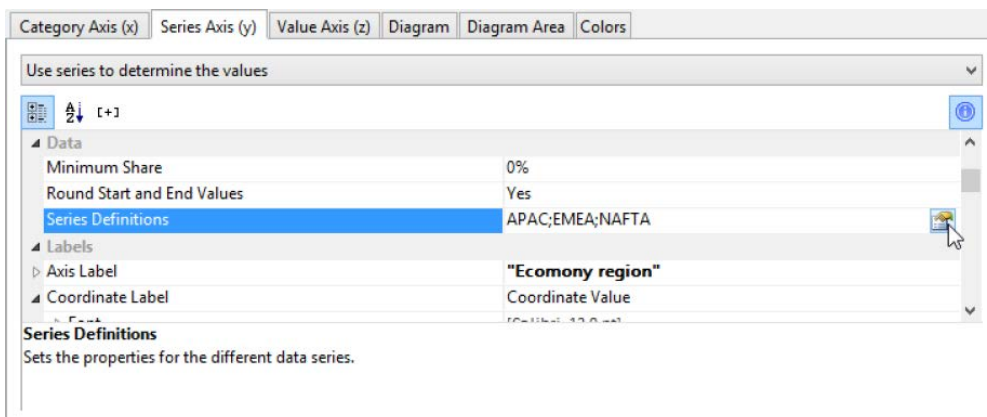 Category Axis (x) Series Axis (y) Value Axis (z) Diagram Diagram Area Colors
Use series to determine the values
A Z [+]
Data
Minimum Share 0%
Round Start and End Values Yes
Series Definitions APAC;EMEA;NAFTA
Labels
Axis Label "Ecomony region"
Coordinate Label Coordinate Value
Series Definitions
Sets the properties for the different data series.